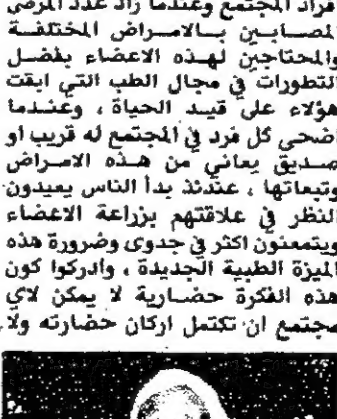 افراد المجتمع وعندما زاد عدد المرضى
المصابين بالامراض المختلفة
والمحتاجين لهذه الاعضاء بفضل
التطورات في مجال الطب التي ابقت
هؤلاء على قيد الحياة ، وعندما
اضحى كل فرد في المجتمع له قريب او
صديق يعاني من هذه الامراض
وتبعاتها ، عندئذ بدأ الناس يعيدون
النظر في علاقتهم بزراعة الاعضاء
ويتمعنون اكثر في جدوى وضرورة هذه
الميزة الطبية الجديدة ، وادركوا كون
هذه الفكرة حضارية لا يمكن لاي
مجتمع ان تكتمل اركان حضارته ولا